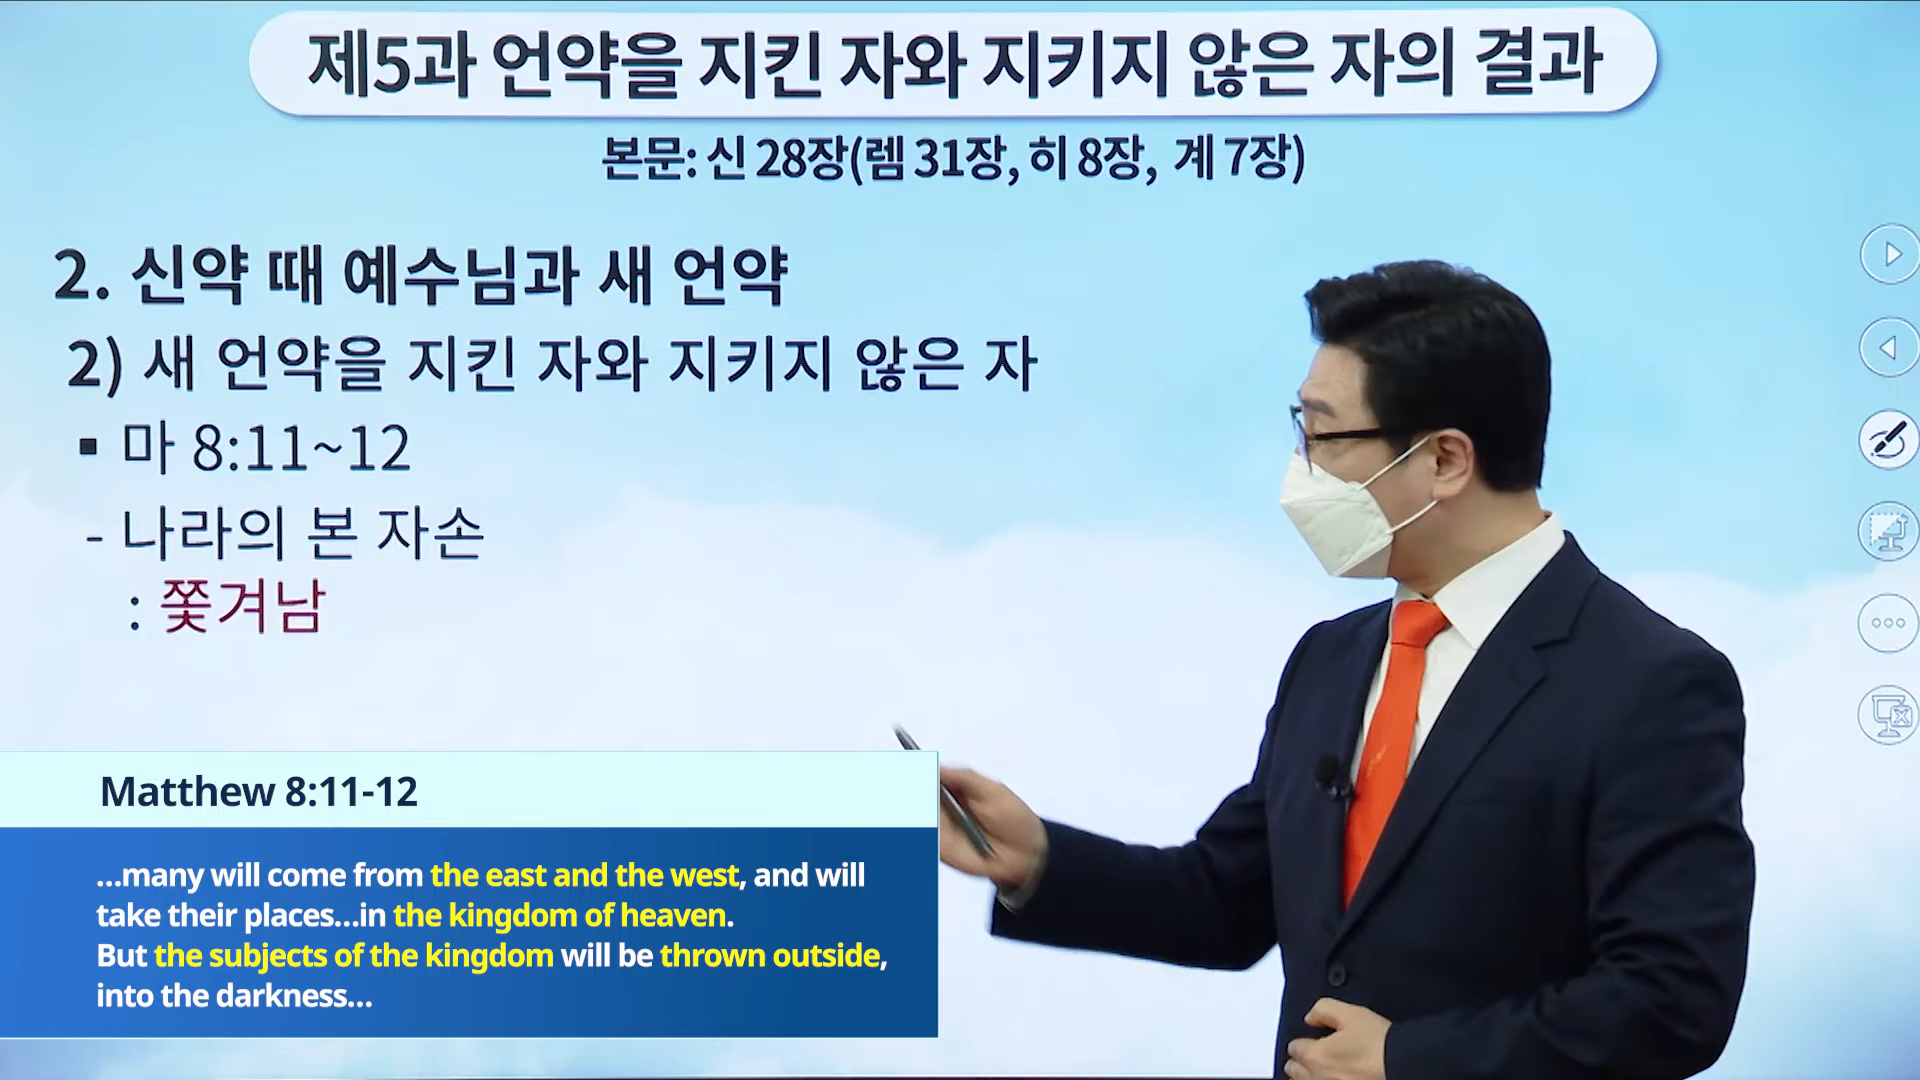 제5과 언약을 지킨 자와 지키지 않은 자의 결과
본문: 신 28장(렘 31장, 히 8장, 계 7장)
2. 신약 때 예수님과 새 언약
2) 새 언약을 지킨 자와 지키지 않은 자
▪ 마 8:11~12
- 나라의 본 자손
: 쫓겨남
Matthew 8:11-12
...many will come from the east and the west, and will
take their places...in the kingdom of heaven.
But the subjects of the kingdom will be thrown outside,
into the darkness...